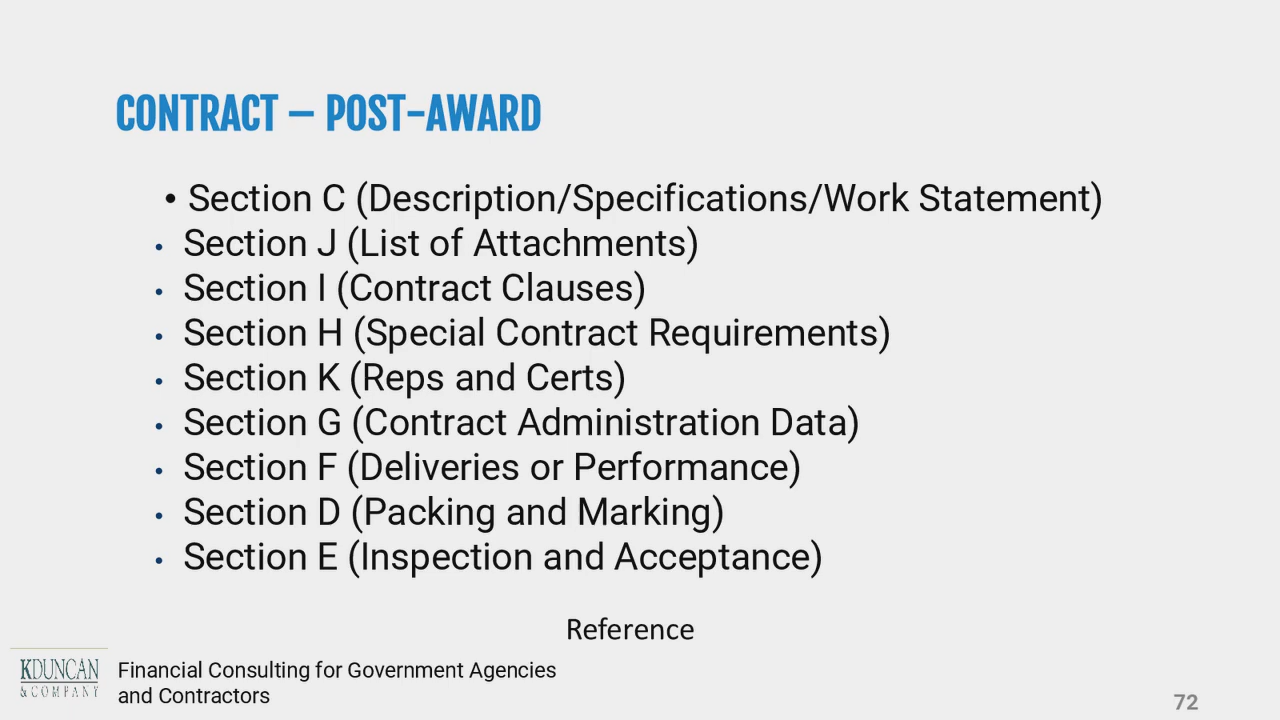 CONTRACT – POST-AWARD
• Section C (Description/Specifications/Work Statement)
• Section J (List of Attachments)
• Section I (Contract Clauses)
• Section H (Special Contract Requirements)
• Section K (Reps and Certs)
• Section G (Contract Administration Data)
• Section F (Deliveries or Performance)
• Section D (Packing and Marking)
• Section E (Inspection and Acceptance)
Reference
KDUNCAN
& COMPANY
Financial Consulting for Government Agencies
and Contractors
72